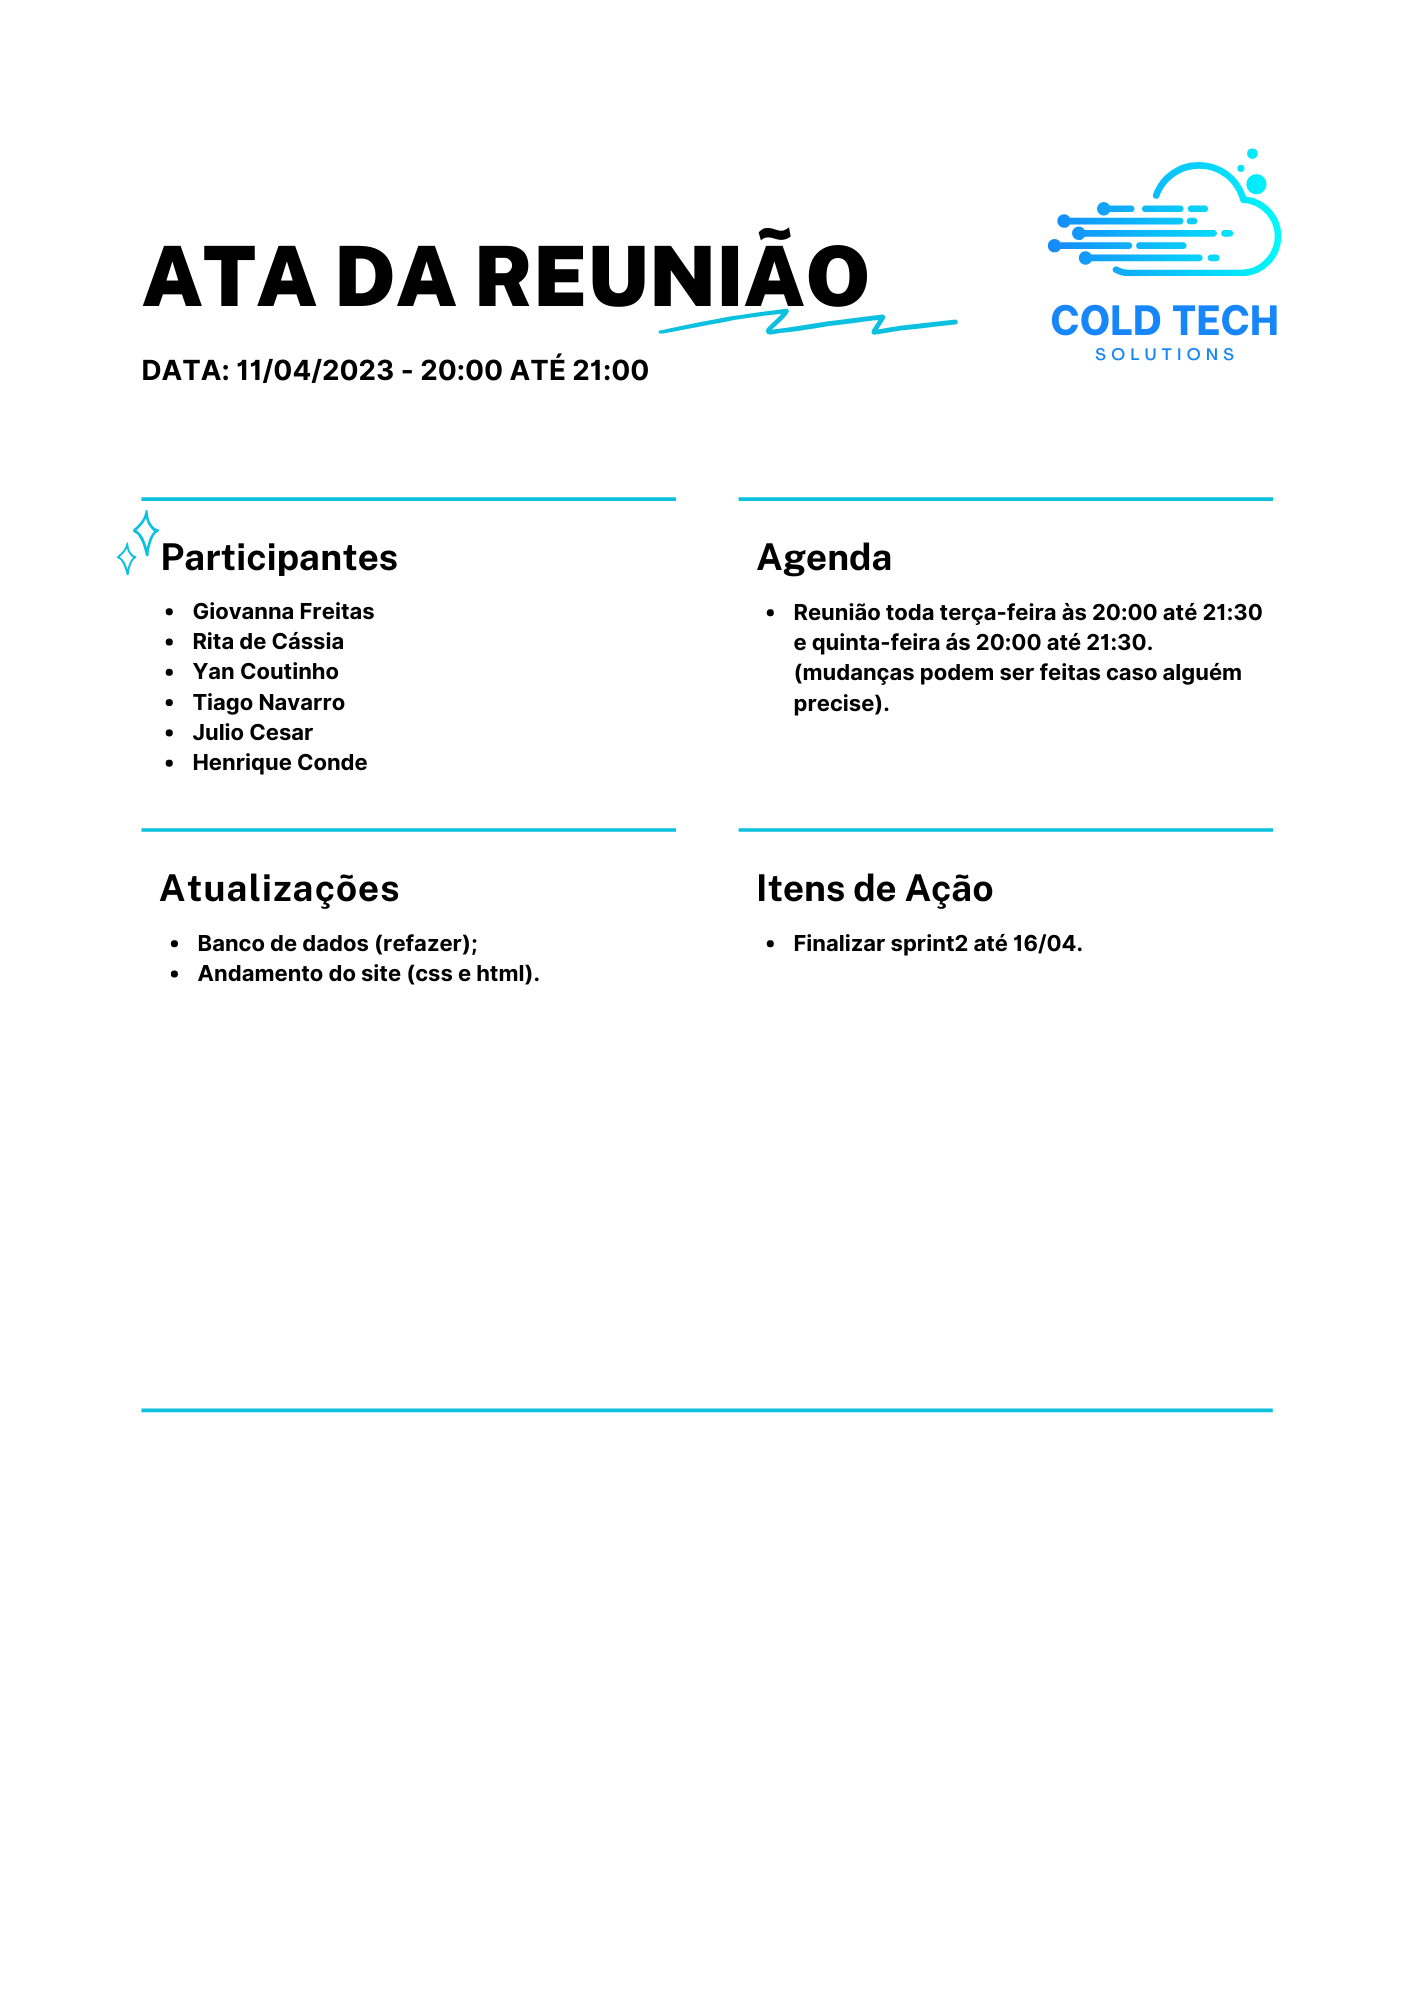 ATA DA REUNIÃO
DATA: 11/04/2023 - 20:00 ATÉ 21:00
COLD TECH
SOLUTIONS
Participantes
• Giovanna Freitas
• Rita de Cássia
• Yan Coutinho
• Tiago Navarro
• Julio Cesar
• Henrique Conde
Agenda
• Reunião toda terça-feira às 20:00 até 21:30
e quinta-feira ás 20:00 até 21:30.
(mudanças podem ser feitas caso alguém
precise).
Atualizações
• Banco de dados (refazer);
• Andamento do site (css e html).
Itens de Ação
• Finalizar sprint2 até 16/04.